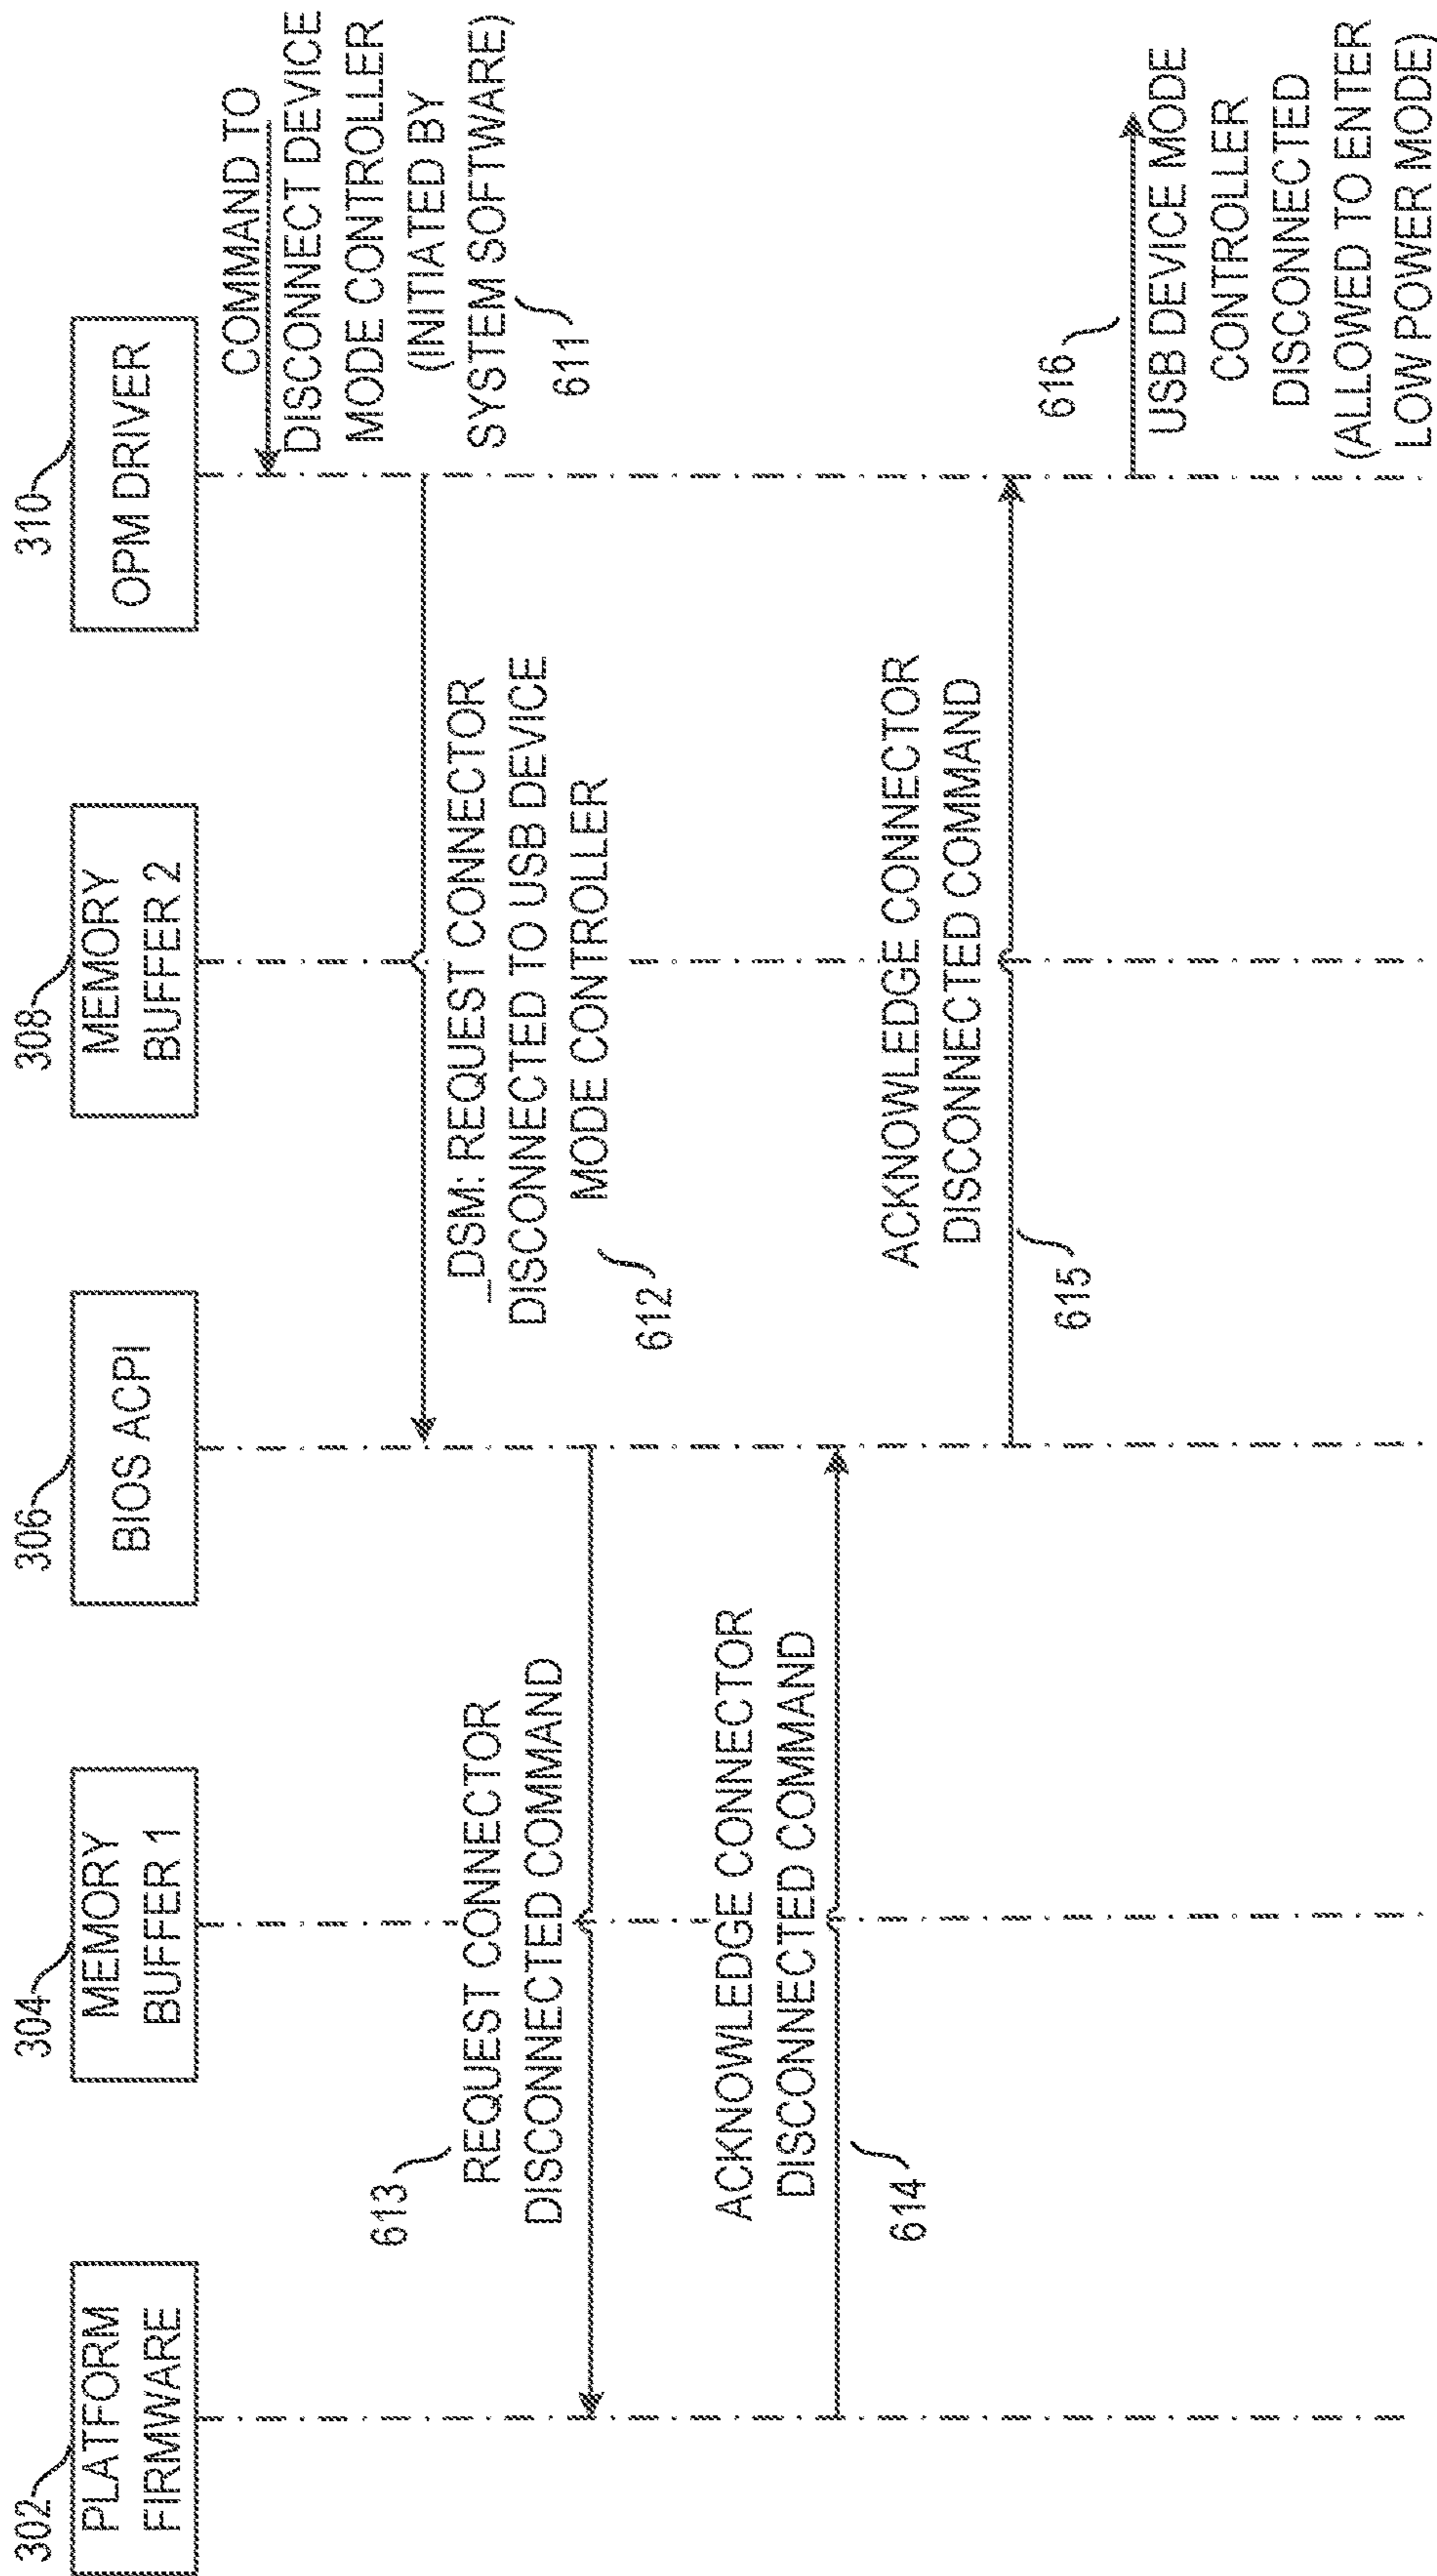 302
PLATFORM
FIRMWARE
304
MEMORY
BUFFER 1
306
BIOS ACPI
308
MEMORY
BUFFER 2
310
OPM DRIVER
COMMAND TO
DISCONNECT DEVICE
MODE CONTROLLER
(INITIATED BY
SYSTEM SOFTWARE)
611
_DSM: REQUEST CONNECTOR
DISCONNECTED TO USB DEVICE
MODE CONTROLLER
612
613
REQUEST CONNECTOR
DISCONNECTED COMMAND
ACKNOWLEDGE CONNECTOR
DISCONNECTED COMMAND
614
ACKNOWLEDGE CONNECTOR
DISCONNECTED COMMAND
615
616
USB DEVICE MODE
CONTROLLER
DISCONNECTED
(ALLOWED TO ENTER
LOW POWER MODE)